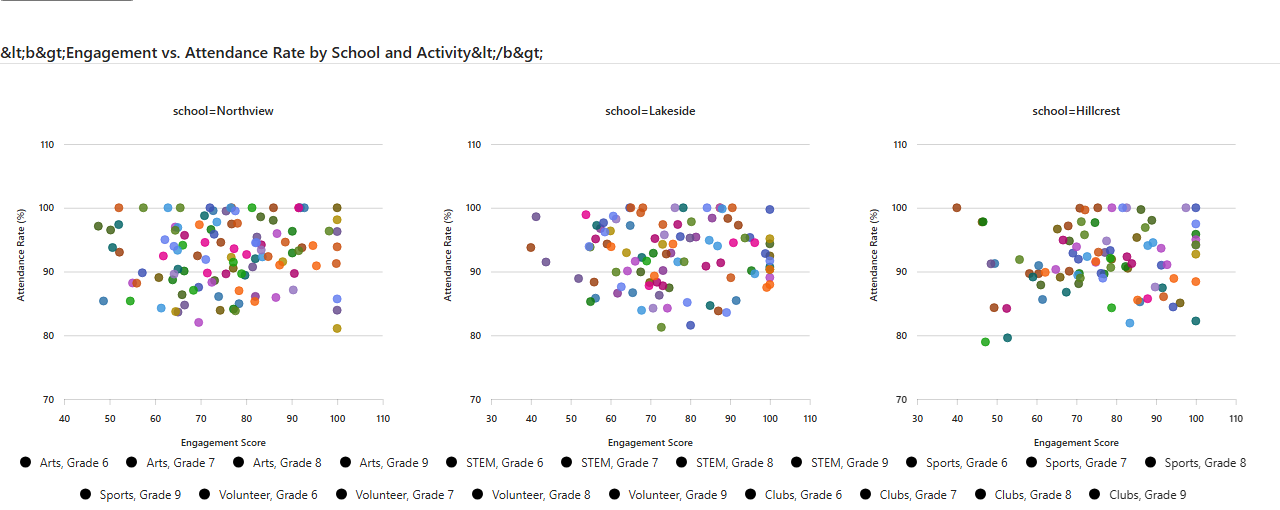 &lt;b&gt;Engagement vs. Attendance Rate by School and Activity&lt;/b&gt;
school=Northview
110
100
90
80
70
Attendance Rate (%)
40 50 60 70 80 90 100 110
Engagement Score
school=Lakeside
110
100
90
80
70
Attendance Rate (%)
30 40 50 60 70 80 90 100 110
Engagement Score
school=Hillcrest
110
100
90
80
70
Attendance Rate (%)
30 40 50 60 70 80 90 100 110
Engagement Score
Arts, Grade 6 Arts, Grade 7 Arts, Grade 8 Arts, Grade 9 STEM, Grade 6 STEM, Grade 7 STEM, Grade 8 STEM, Grade 9 Sports, Grade 6 Sports, Grade 7 Sports, Grade 8
Sports, Grade 9 Volunteer, Grade 6 Volunteer, Grade 7 Volunteer, Grade 8 Volunteer, Grade 9 Clubs, Grade 6 Clubs, Grade 7 Clubs, Grade 8 Clubs, Grade 9